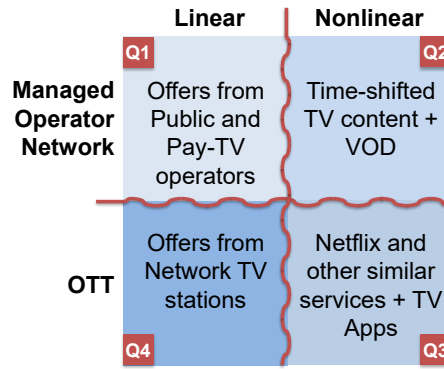 Linear
Nonlinear
Q1
Q2
Managed
Operator
Network
Offers from
Public and
Pay-TV
operators
Time-shifted
TV content +
VOD
OTT
Offers from
Network TV
stations
Netflix and
other similar
services + TV
Apps
Q4
Q3